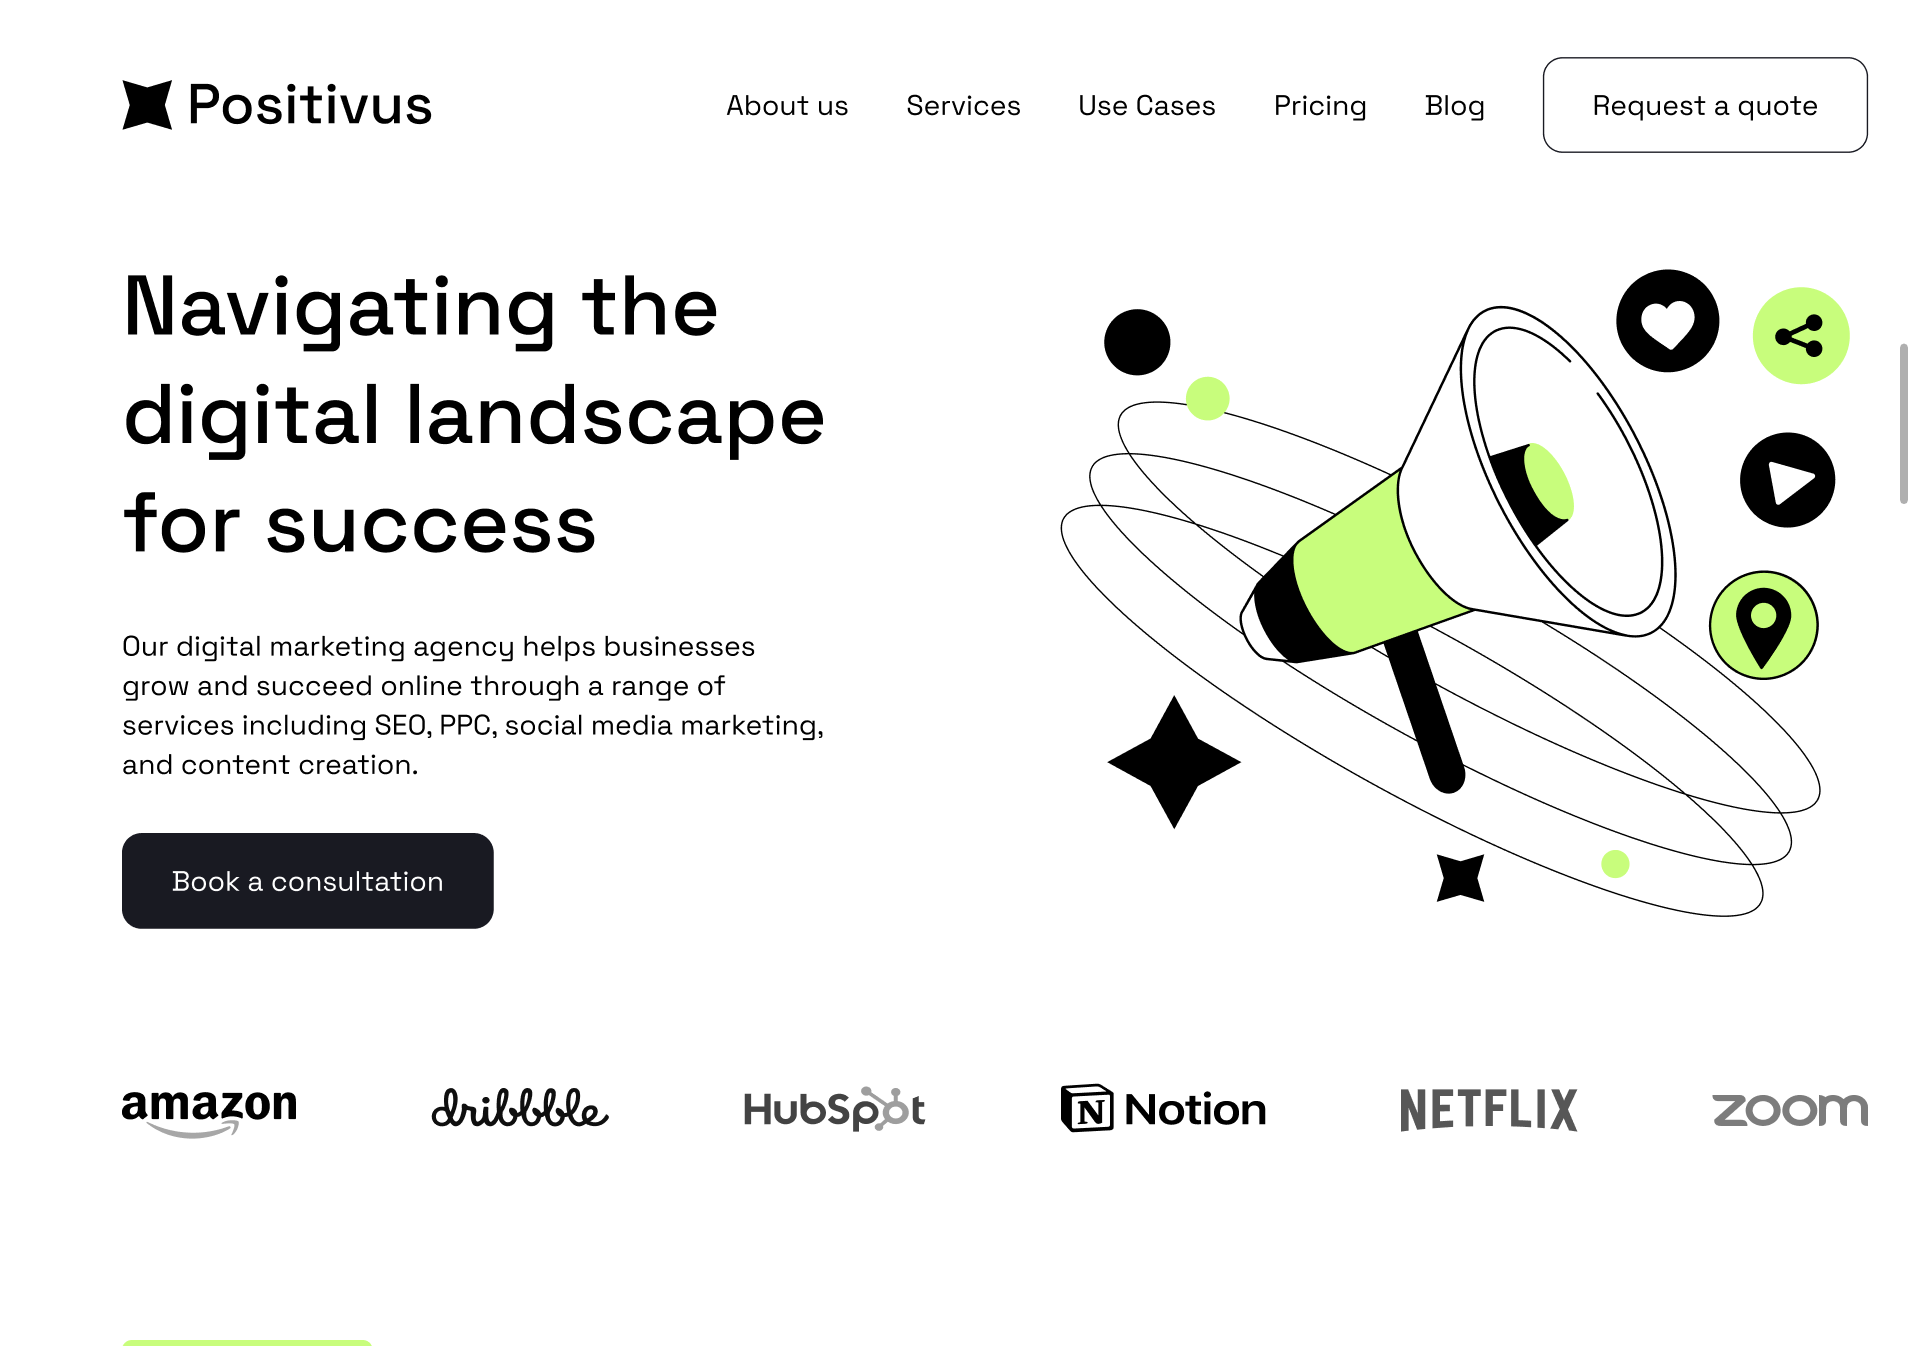 Positivus
About us
Services
Use Cases
Pricing
Blog
Request a quote
Navigating the
digital landscape
for success
Our digital marketing agency helps businesses
grow and succeed online through a range of
services including SEO, PPC, social media marketing,
and content creation.
Book a consultation
amazon
dribbble
HubSpot
N Notion
NETFLIX
zoom